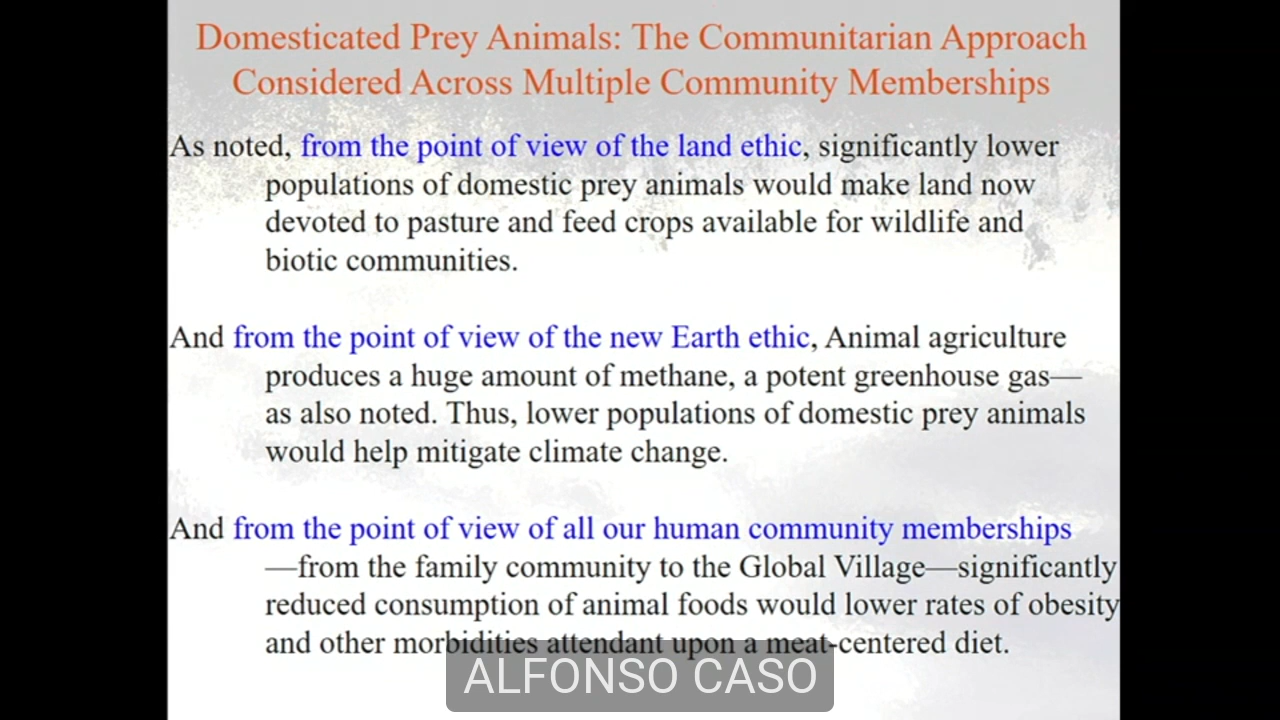 Domesticated Prey Animals: The Communitarian Approach
Considered Across Multiple Community Memberships
As noted, from the point of view of the land ethic, significantly lower
populations of domestic prey animals would make land now
devoted to pasture and feed crops available for wildlife and
biotic communities.
And from the point of view of the new Earth ethic, Animal agriculture
produces a huge amount of methane, a potent greenhouse gas—
as also noted. Thus, lower populations of domestic prey animals
would help mitigate climate change.
And from the point of view of all our human community memberships
—from the family community to the Global Village—significantly
reduced consumption of animal foods would lower rates of obesity
and other morbidities attendant upon a meat-centered diet.
ALFONSO CASO